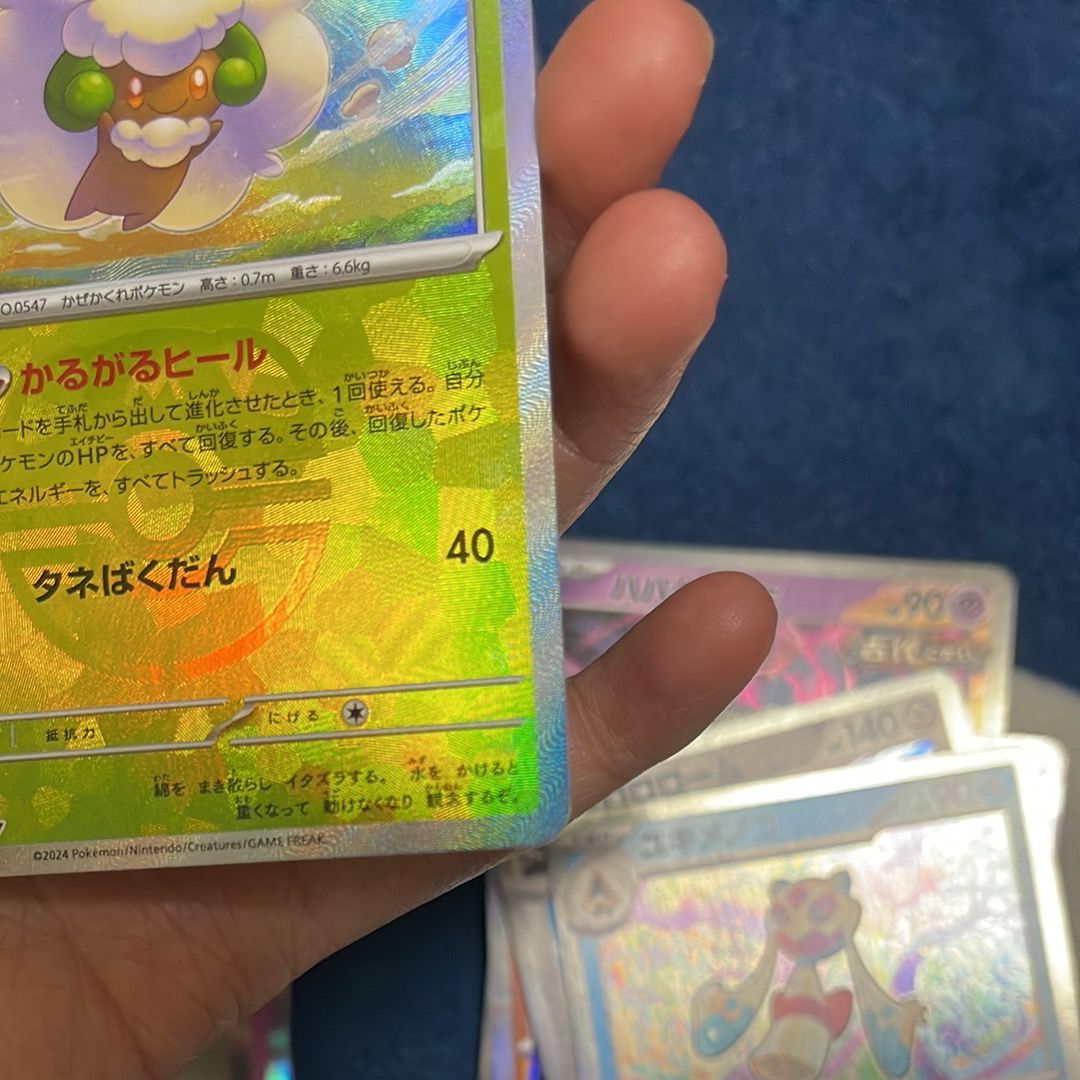 O.0547 かぜかくれポケモン 高さ:0.7m 重さ:6.6kg
かるがるヒール
ードを手札から出して進化させたとき、1回使える。自分
ケモンのHPを、すべて回復する。その後、回復したポケ
エネルギーを、すべてトラッシュする。
タネばくだん 40
抵抗力 にげる
綿を まき散らし イタズラする。 水を かけると
重くなって 動けなくなり 観念するぞ。
©2024 Pokémon/Nintendo/Creatures/GAME FREAK
90
古代
140
ユキメノコ